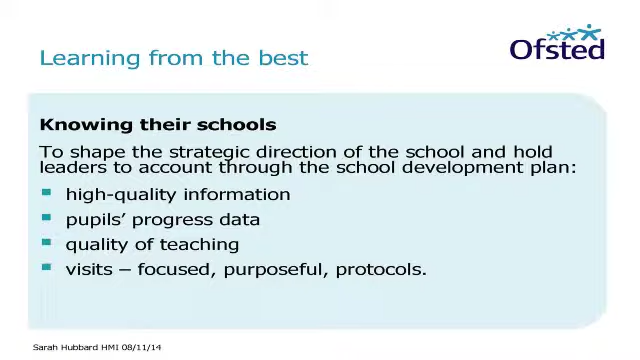 Learning from the best
Ofsted
Knowing their schools
To shape the strategic direction of the school and hold
leaders to account through the school development plan:
high-quality information
pupils’ progress data
quality of teaching
visits – focused, purposeful, protocols.
Sarah Hubbard HMI 08/11/14